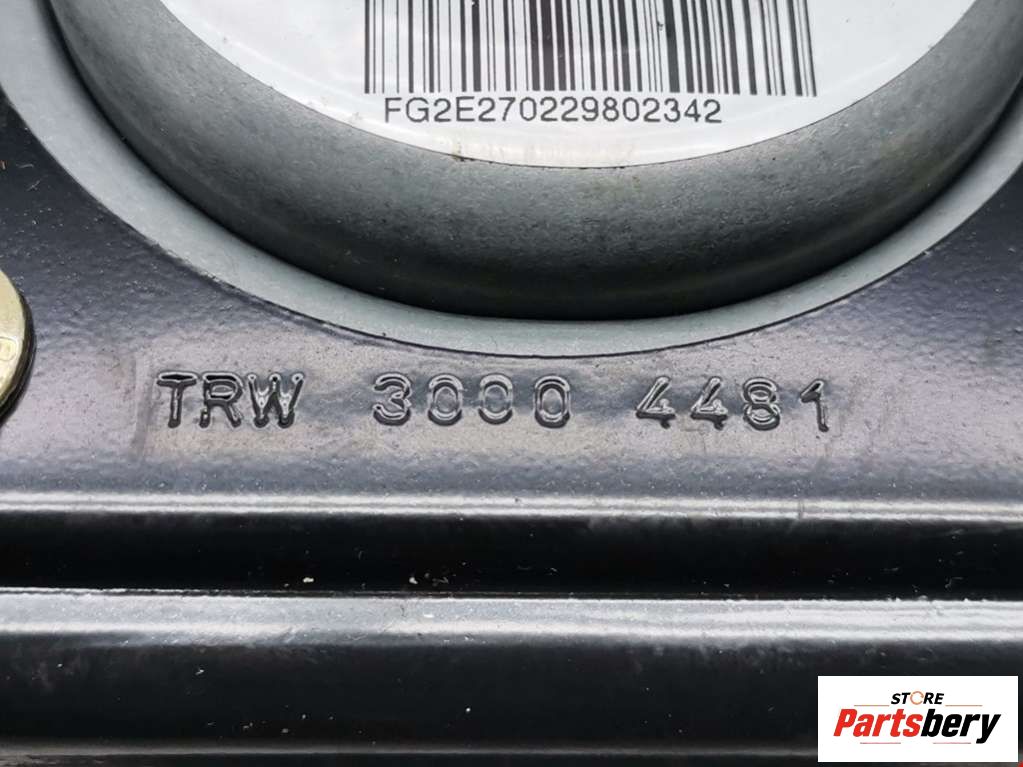 FG2E270229802342
TRW 3000 4481
STORE
Partsbery